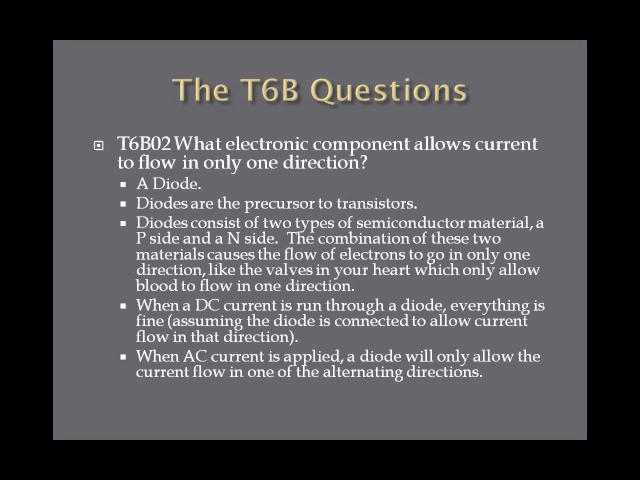 The T6B Questions
T6B02 What electronic component allows current
to flow in only one direction?
A Diode.
Diodes are the precursor to transistors.
Diodes consist of two types of semiconductor material, a
P side and a N side.  The combination of these two
materials causes the flow of electrons to go in only one
direction, like the valves in your heart which only allow
blood to flow in one direction.
When a DC current is run through a diode, everything is
fine (assuming the diode is connected to allow current
flow in that direction).
When AC current is applied, a diode will only allow the
current flow in one of the alternating directions.